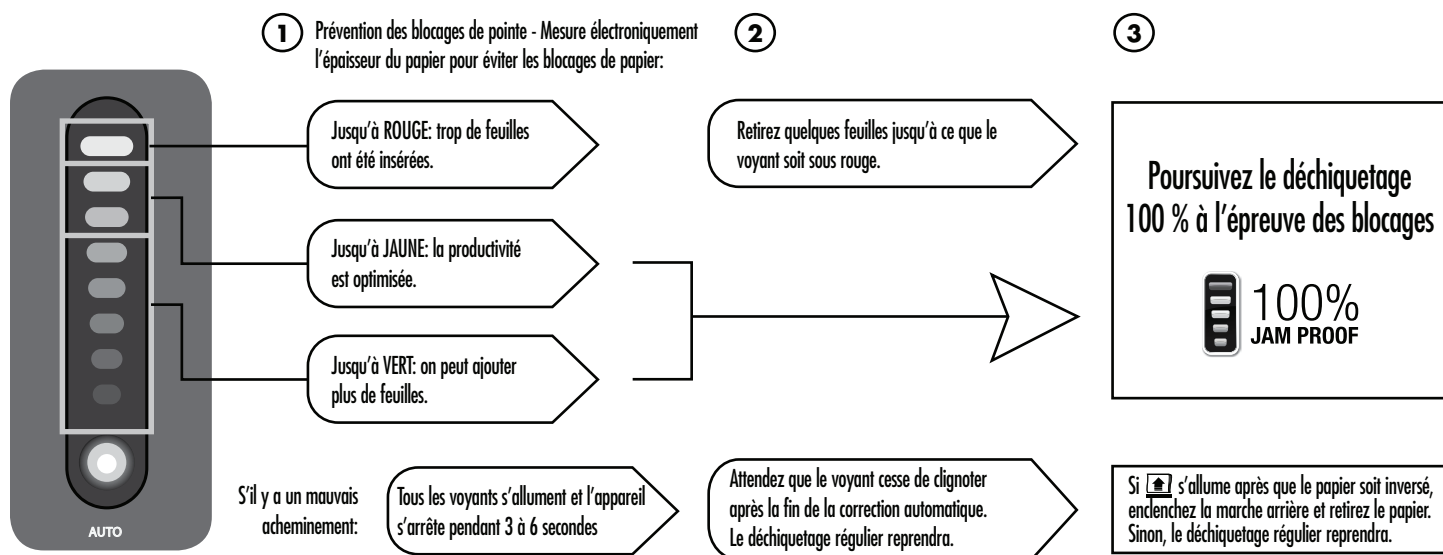 1
Prévention des blocages de pointe - Mesure électroniquement
l'épaisseur du papier pour éviter les blocages de papier:
2
3
Jusqu'à ROUGE: trop de feuilles
ont été insérées.
Retirez quelques feuilles jusqu'à ce que le
voyant soit sous rouge.
Jusqu'à JAUNE: la productivité
est optimisée.
Jusqu'à VERT: on peut ajouter
plus de feuilles.
Poursuivez le déchiquetage
100 % à l'épreuve des blocages
100%
JAM PROOF
AUTO
S'il y a un mauvais
acheminement:
Tous les voyants s'allument et l'appareil
s'arrête pendant 3 à 6 secondes
Attendez que le voyant cesse de clignoter
après la fin de la correction automatique.
Le déchiquetage régulier reprendra.
Si s'allume après que le papier soit inversé,
enclenchez la marche arrière et retirez le papier.
Sinon, le déchiquetage régulier reprendra.